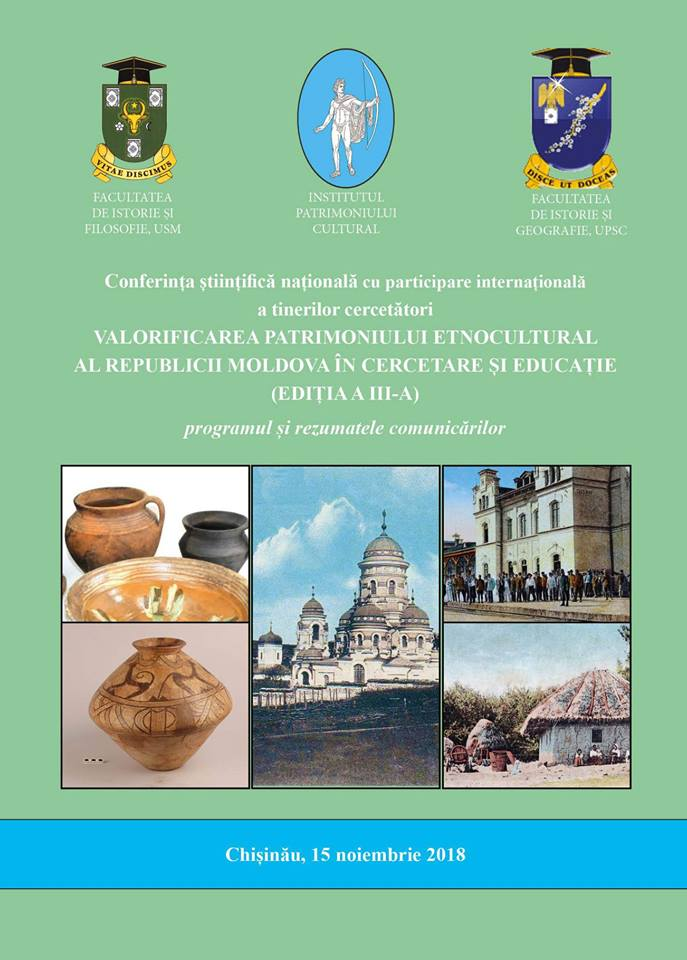 VITAE DISCIMUS
FACULTATEA
DE ISTORIE ȘI
FILOSOFIE, USM
INSTITUTUL
PATRIMONIULUI
CULTURAL
DISCE UT DOCEAS
FACULTATEA
DE ISTORIE ȘI
GEOGRAFIE, UPSC
Conferința științifică națională cu participare internațională
a tinerilor cercetători
VALORIFICAREA PATRIMONIULUI ETNOCULTURAL
AL REPUBLICII MOLDOVA ÎN CERCETARE ȘI EDUCAȚIE
(EDIȚIA A III-A)
programul și rezumatele comunicărilor
Chișinău, 15 noiembrie 2018